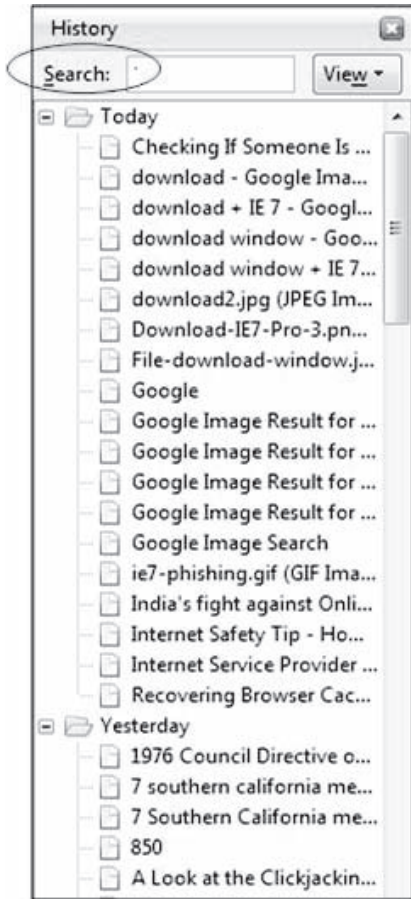 History
Search:
View
Today
Checking If Someone Is ...
download - Google Ima...
download + IE 7 - Googl...
download window - Goo...
download window + IE 7...
download2.jpg (JPEG Im...
Download-IE7-Pro-3.pn...
File-download-window.j...
Google
Google Image Result for ...
Google Image Result for ...
Google Image Result for ...
Google Image Result for ...
Google Image Search
ie7-phishing.gif (GIF Ima...
India's fight against Onli...
Internet Safety Tip - Ho...
Internet Service Provider ...
Recovering Browser Cac...
Yesterday
1976 Council Directive o...
7 southern california me...
7 Southern California me...
850
A Look at the Clickjackin...